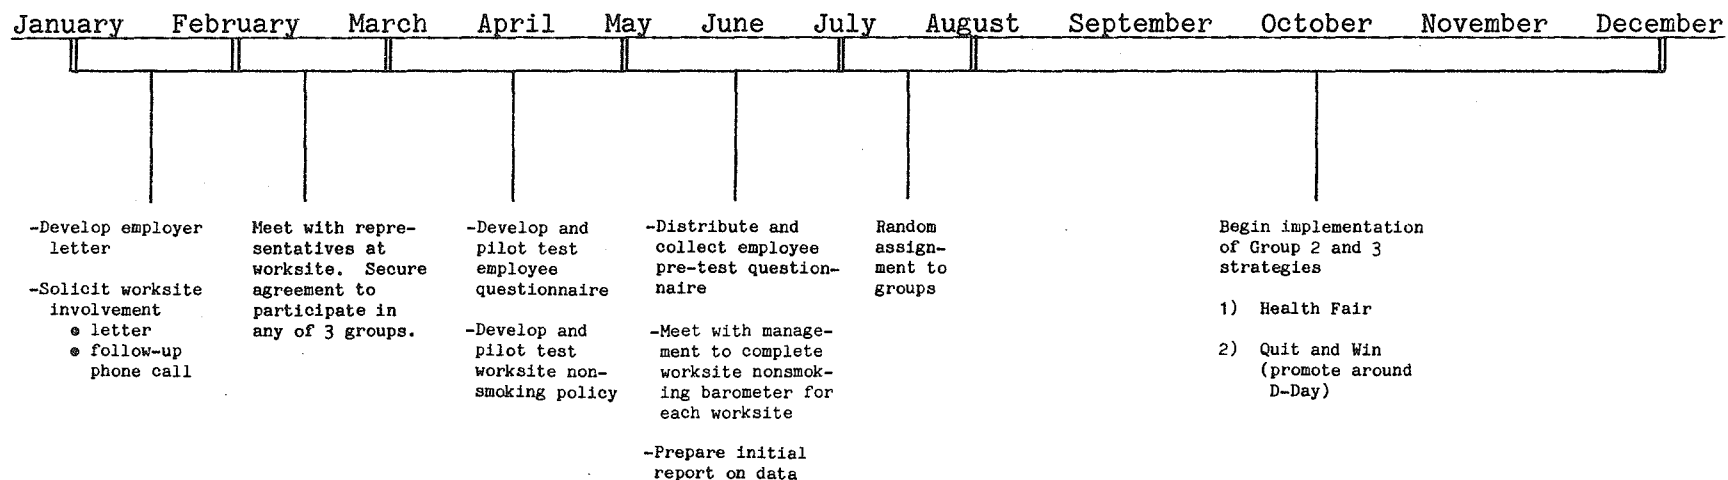 January February March April May June July August September October November December
-Develop employer
letter
-Solicit worksite
involvement
● letter
● follow-up
phone call
Meet with repre-
sentatives at
worksite. Secure
agreement to
participate in
any of 3 groups.
-Develop and
pilot test
employee
questionnaire
-Develop and
pilot test
worksite non-
smoking policy
-Distribute and
collect employee
pre-test question-
naire
-Meet with manage-
ment to complete
worksite nonsmok-
ing barometer for
each worksite
-Prepare initial
report on data
Random
assign-
ment to
groups
Begin implementation
of Group 2 and 3
strategies
1) Health Fair
2) Quit and Win
(promote around
D-Day)